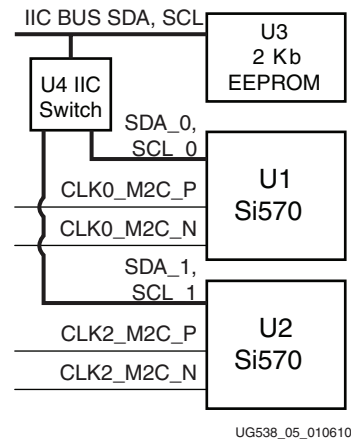 IIC BUS SDA, SCL
U3
2 Kb
EEPROM
U4 IIC
Switch
SDA_0,
SCL_0
U1
Si570
CLK0_M2C_P
CLK0_M2C_N
SDA_1,
SCL_1
U2
Si570
CLK2_M2C_P
CLK2_M2C_N
UG538_05_010610